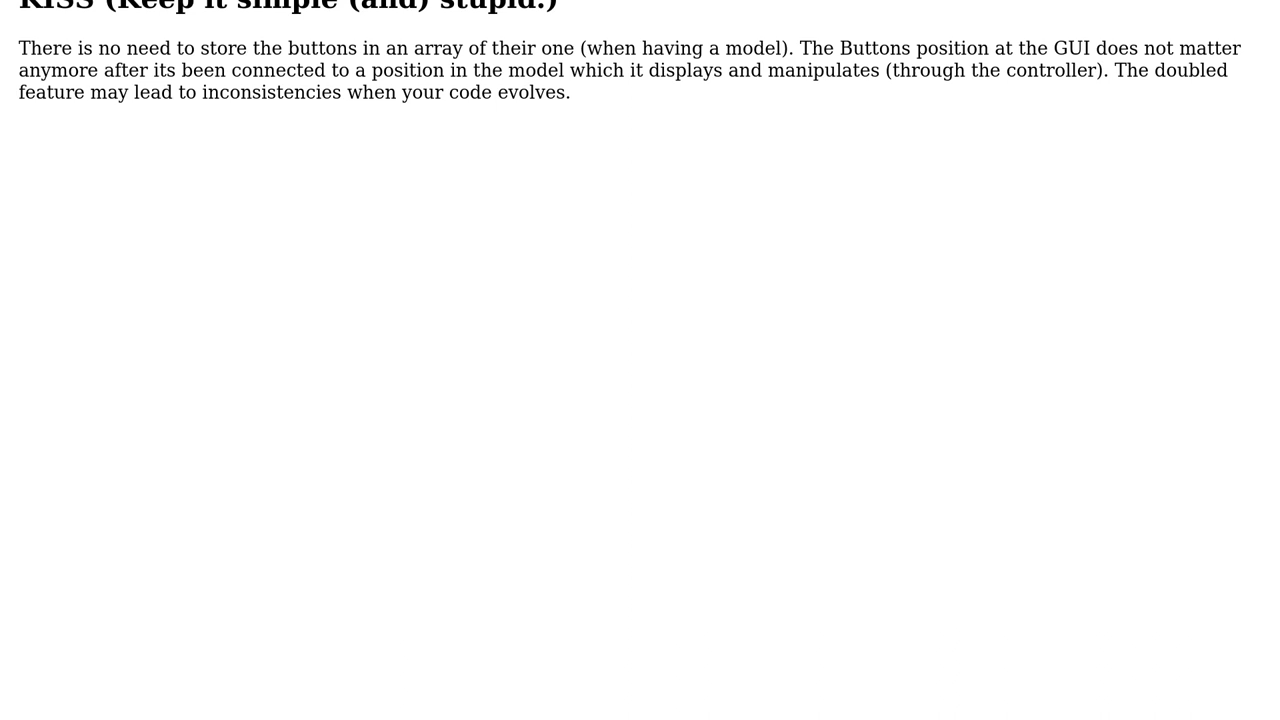 KISS (Keep it simple (and) stupid.)
There is no need to store the buttons in an array of their one (when having a model). The Buttons position at the GUI does not matter
anymore after its been connected to a position in the model which it displays and manipulates (through the controller). The doubled
feature may lead to inconsistencies when your code evolves.